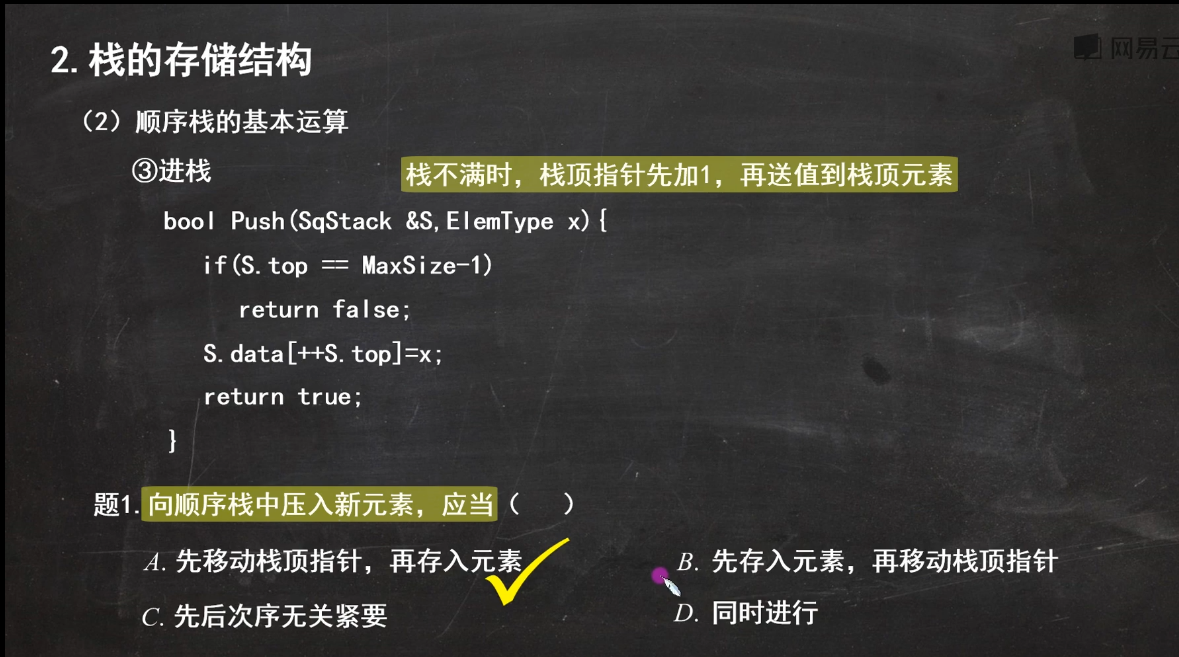 2.栈的存储结构
网易云
（2）顺序栈的基本运算
③进栈
栈不满时，栈顶指针先加1，再送值到栈顶元素
bool Push(SqStack &S,ElemType x){
if(S.top == MaxSize-1)
return false;
S.data[++S.top]=x;
return true;
}
题1.向顺序栈中压入新元素，应当（　　）
A. 先移动栈顶指针，再存入元素
B. 先存入元素，再移动栈顶指针
C. 先后次序无关紧要
D. 同时进行